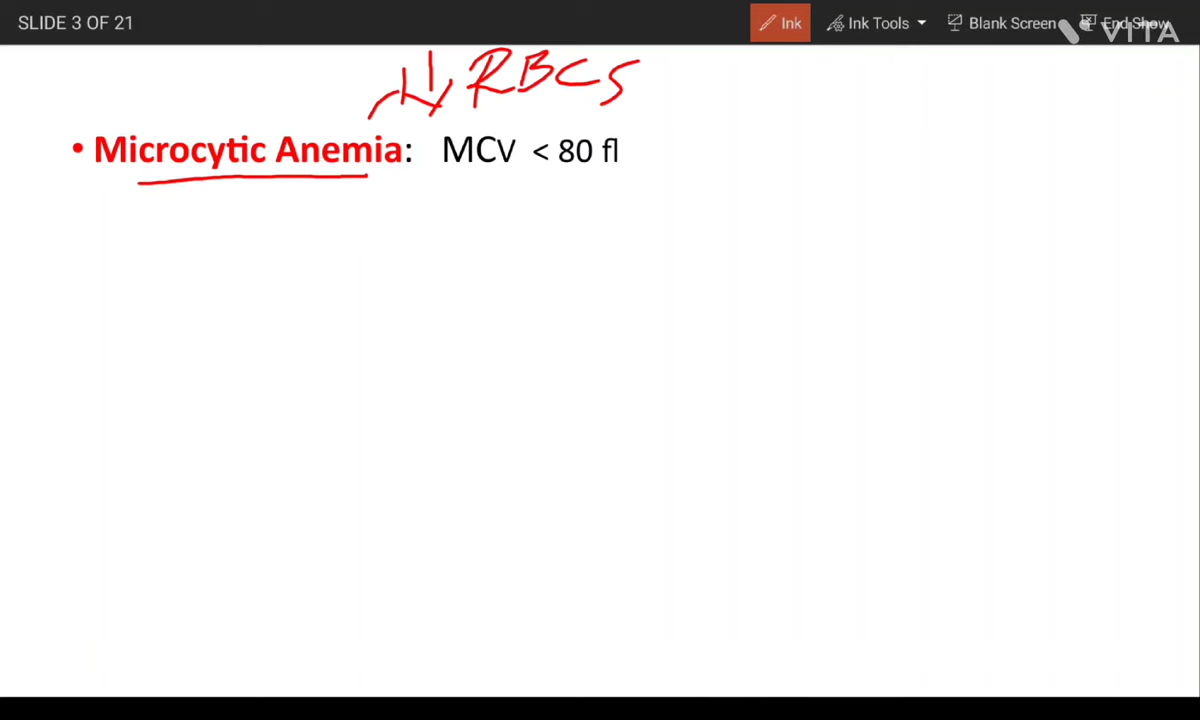 SLIDE 3 OF 21 Ink Ink Tools Blank Screen End Show
VITA
↓ RBCS
• Microcytic Anemia: MCV < 80 fl